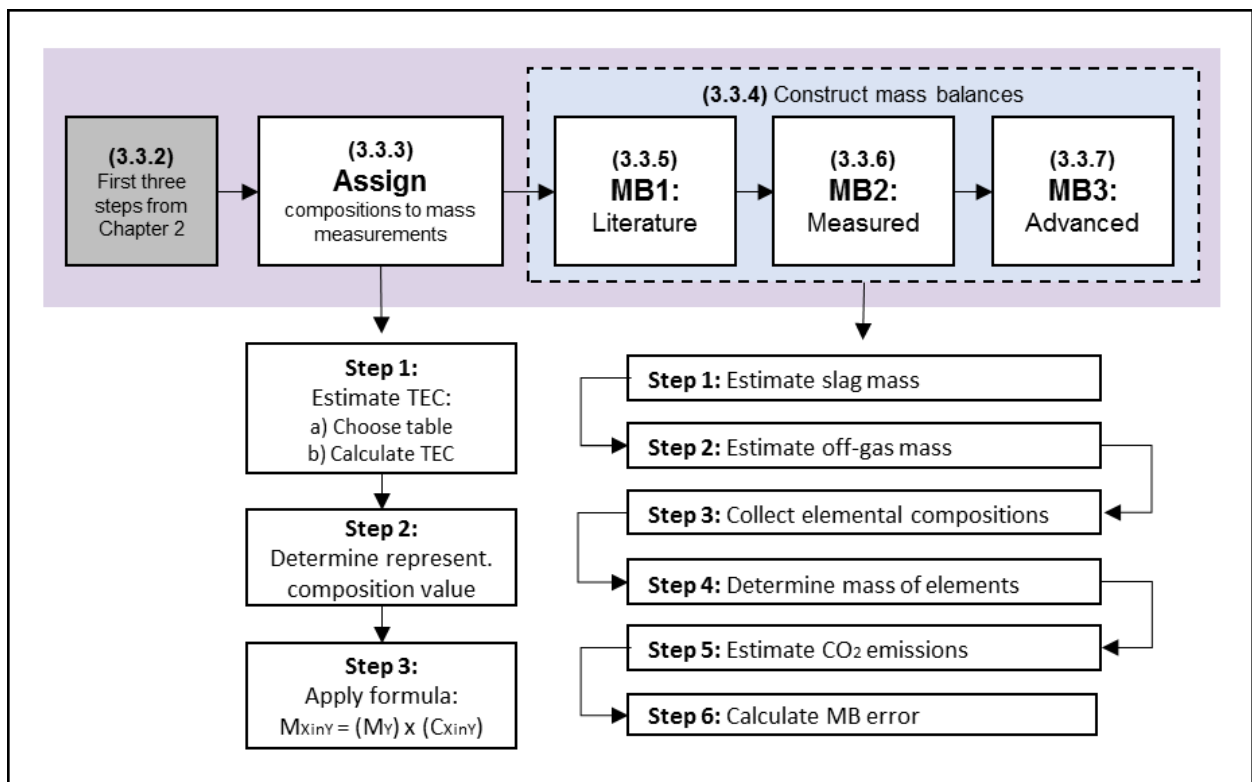 (3.3.4) Construct mass balances
(3.3.2)
First three
steps from
Chapter 2
(3.3.3)
Assign
compositions to mass
measurements
(3.3.5)
MB1:
Literature
(3.3.6)
MB2:
Measured
(3.3.7)
MB3:
Advanced
Step 1:
Estimate TEC:
a) Choose table
b) Calculate TEC
Step 2:
Determine represent.
composition value
Step 3:
Apply formula:
MXinY = (MY) x (CXinY)
Step 1: Estimate slag mass
Step 2: Estimate off-gas mass
Step 3: Collect elemental compositions
Step 4: Determine mass of elements
Step 5: Estimate CO₂ emissions
Step 6: Calculate MB error